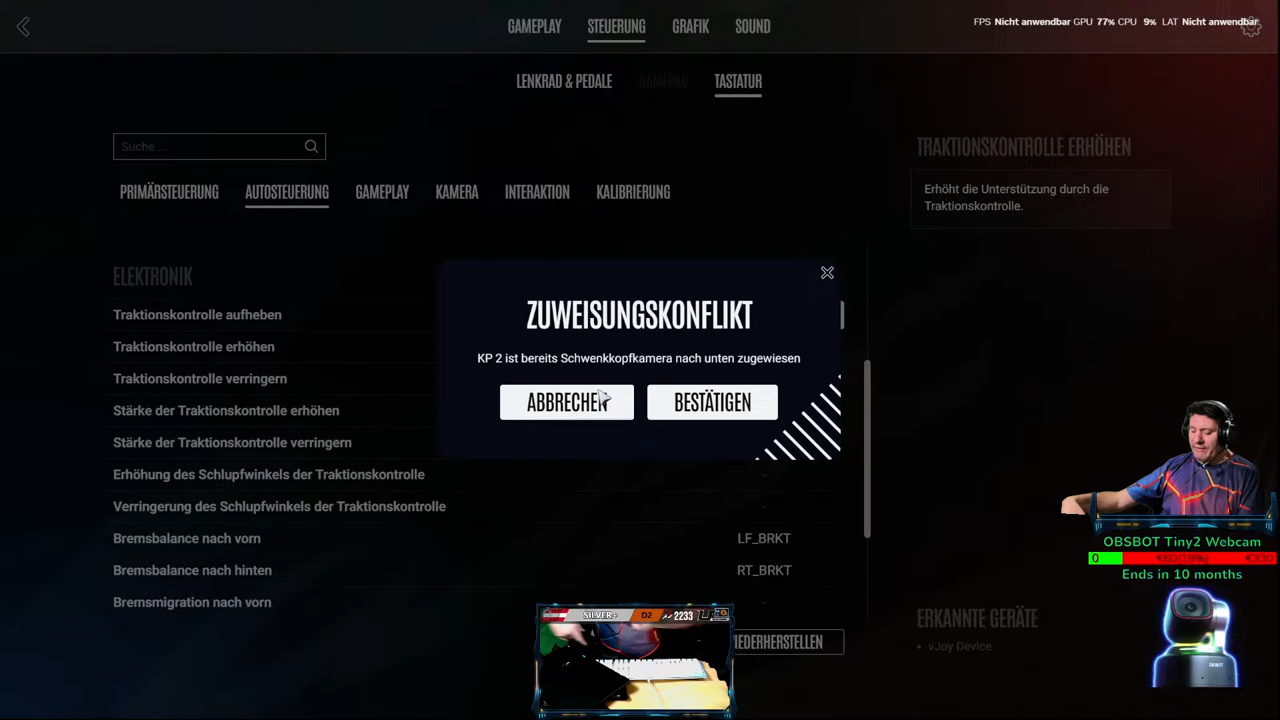 GAMEPLAY STEUERUNG GRAFIK SOUND
FPS Nicht anwendbar GPU 77% CPU 9% LAT Nicht anwendbar
LENKRAD & PEDALE GAMEPAD TASTATUR
Suche ...
TRAKTIONSKONTROLLE ERHÖHEN
Erhöht die Unterstützung durch die
Traktionskontrolle.
PRIMÄRSTEUERUNG AUTOSTEUERUNG GAMEPLAY KAMERA INTERAKTION KALIBRIERUNG
ELEKTRONIK
Traktionskontrolle aufheben
Traktionskontrolle erhöhen
Traktionskontrolle verringern
Stärke der Traktionskontrolle erhöhen
Stärke der Traktionskontrolle verringern
Erhöhung des Schlupfwinkels der Traktionskontrolle
Verringerung des Schlupfwinkels der Traktionskontrolle
Bremsbalance nach vorn LF_BRKT
Bremsbalance nach hinten RT_BRKT
Bremsmigration nach vorn
ZUWEISUNGSKONFLIKT
KP 2 ist bereits Schwenkkopfkamera nach unten zugewiesen
ABBRECHEN BESTÄTIGEN
OBSBOT Tiny2 Webcam
0
Ends in 10 months
SILVER+ D2 2233
ERKANNTE GERÄTE
• vJoy Device
OBSBOT